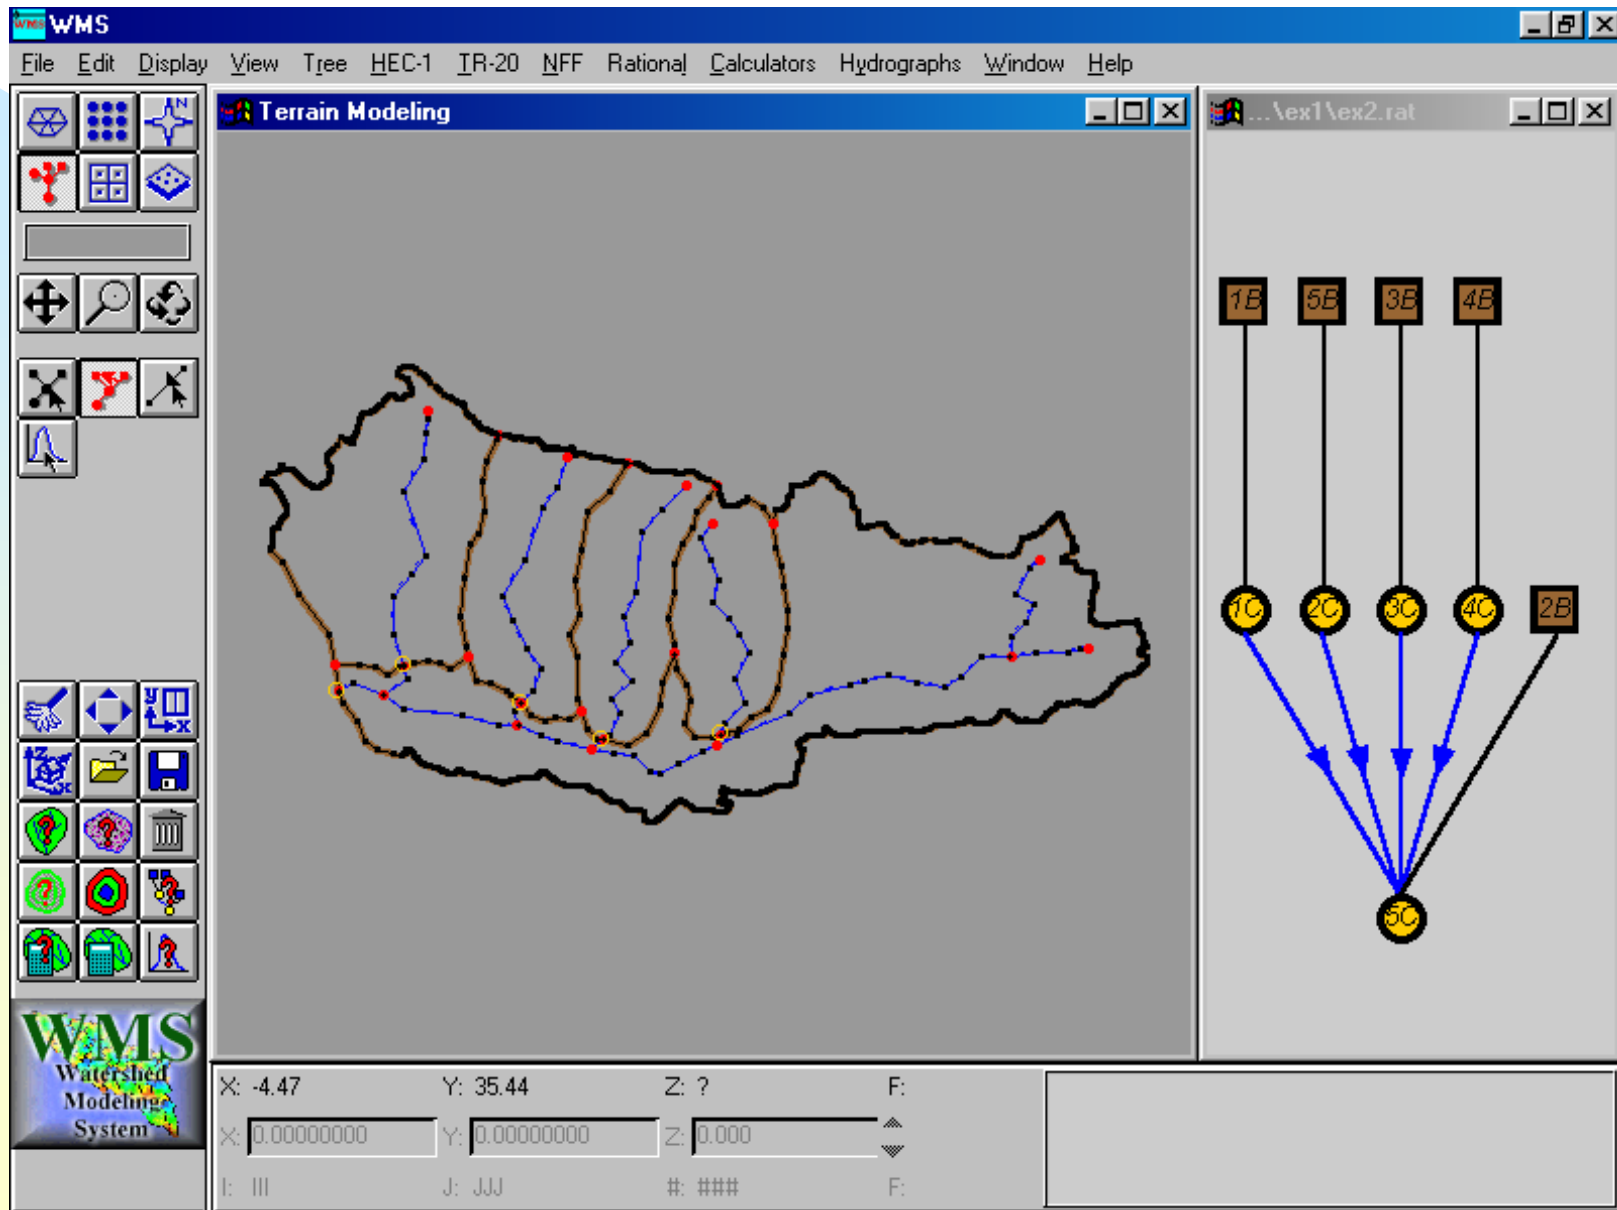 WMS WMS
File Edit Display View Tree HEC-1 TR-20 NFF Rational Calculators Hydrographs Window Help
Terrain Modeling
...\ex1\ex2.rat
N
1B 5B 3B 4B
1C 2C 3C 4C 2B
5C
y
x
z
x
WMS
Watershed
Modeling
System
X: -4.47 Y: 35.44 Z: ? F:
X: 0.00000000 Y: 0.00000000 Z: 0.000
I: III J: JJJ #: ### F: